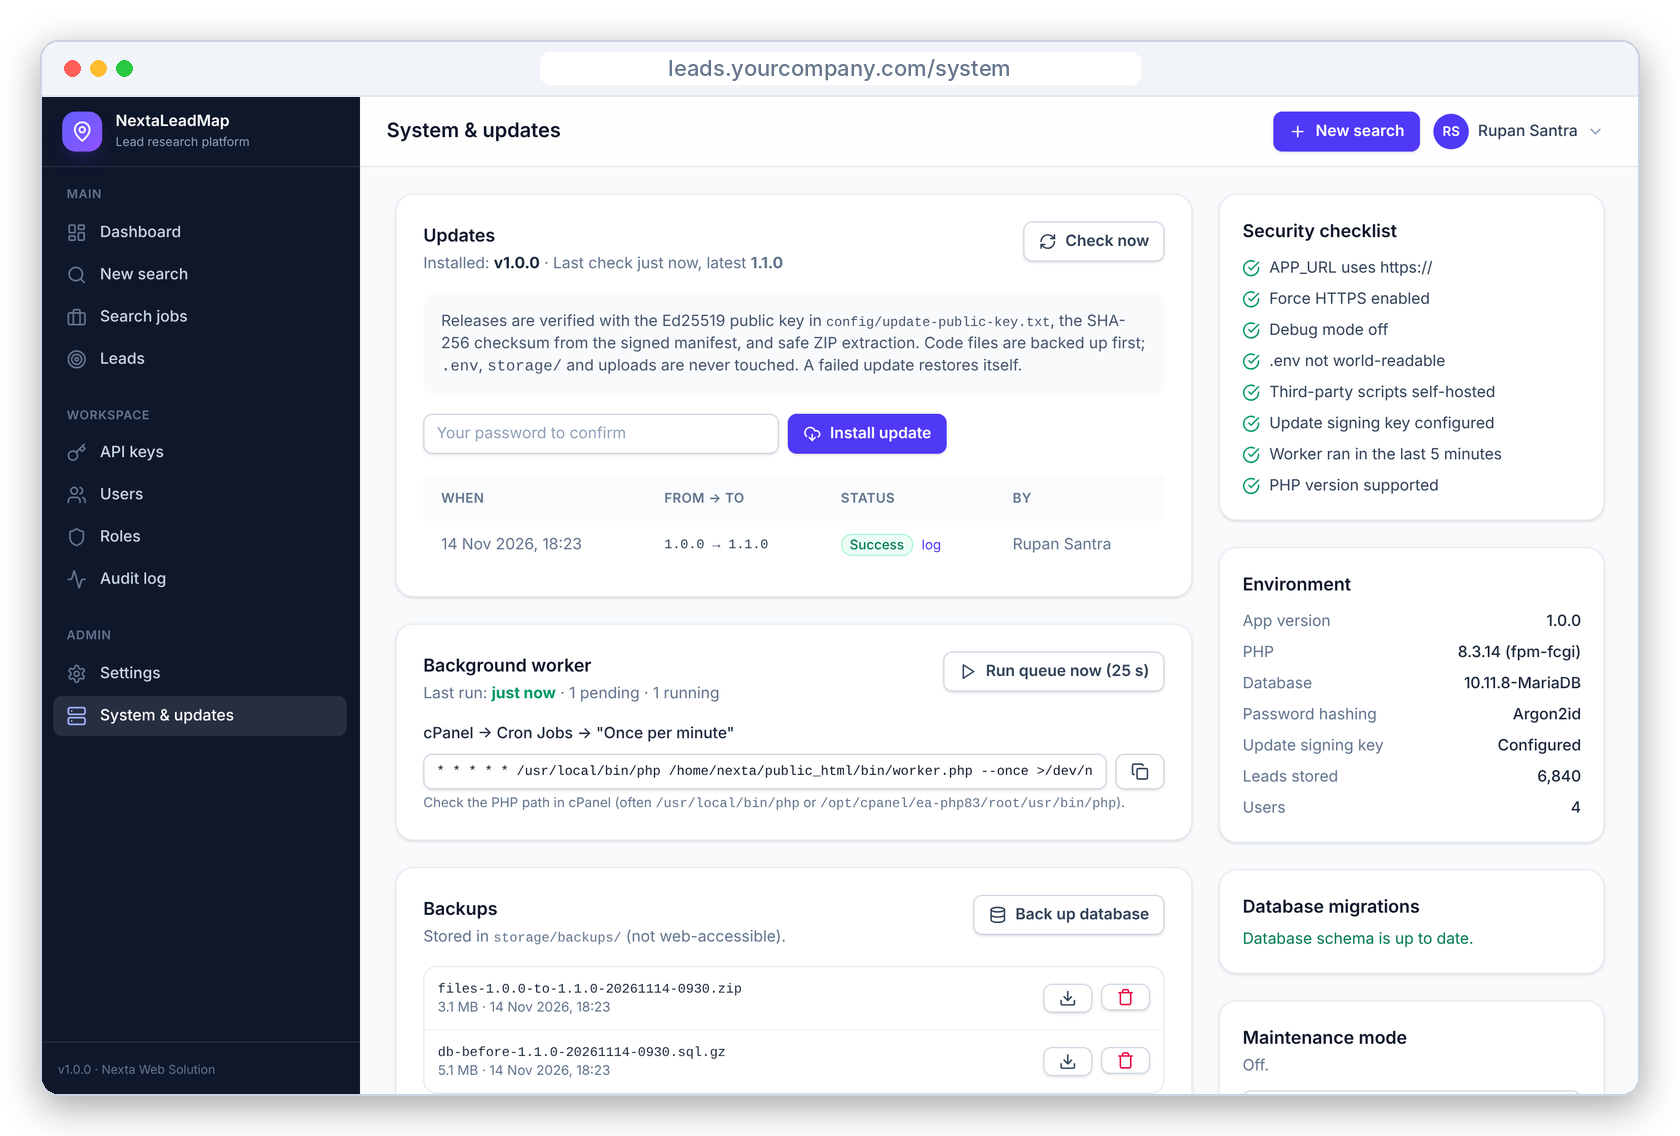 leads.yourcompany.com/system
NextaLeadMap
Lead research platform
MAIN
Dashboard
New search
Search jobs
Leads
WORKSPACE
API keys
Users
Roles
Audit log
ADMIN
Settings
System & updates
v1.0.0 · Nexta Web Solution
System & updates
New search
RS
Rupan Santra
Updates
Installed: v1.0.0 · Last check just now, latest 1.1.0
Check now
Releases are verified with the Ed25519 public key in config/update-public-key.txt, the SHA-
256 checksum from the signed manifest, and safe ZIP extraction. Code files are backed up first;
.env, storage/ and uploads are never touched. A failed update restores itself.
Your password to confirm
Install update
WHEN FROM → TO STATUS BY
14 Nov 2026, 18:23 1.0.0 → 1.1.0 Success log Rupan Santra
Background worker
Last run: just now · 1 pending · 1 running
Run queue now (25 s)
cPanel → Cron Jobs → "Once per minute"
* * * * * /usr/local/bin/php /home/nexta/public_html/bin/worker.php --once >/dev/n
Check the PHP path in cPanel (often /usr/local/bin/php or /opt/cpanel/ea-php83/root/usr/bin/php).
Backups
Stored in storage/backups/ (not web-accessible).
Back up database
files-1.0.0-to-1.1.0-20261114-0930.zip
3.1 MB · 14 Nov 2026, 18:23
db-before-1.1.0-20261114-0930.sql.gz
5.1 MB · 14 Nov 2026, 18:23
Security checklist
APP_URL uses https://
Force HTTPS enabled
Debug mode off
.env not world-readable
Third-party scripts self-hosted
Update signing key configured
Worker ran in the last 5 minutes
PHP version supported
Environment
App version 1.0.0
PHP 8.3.14 (fpm-fcgi)
Database 10.11.8-MariaDB
Password hashing Argon2id
Update signing key Configured
Leads stored 6,840
Users 4
Database migrations
Database schema is up to date.
Maintenance mode
Off.